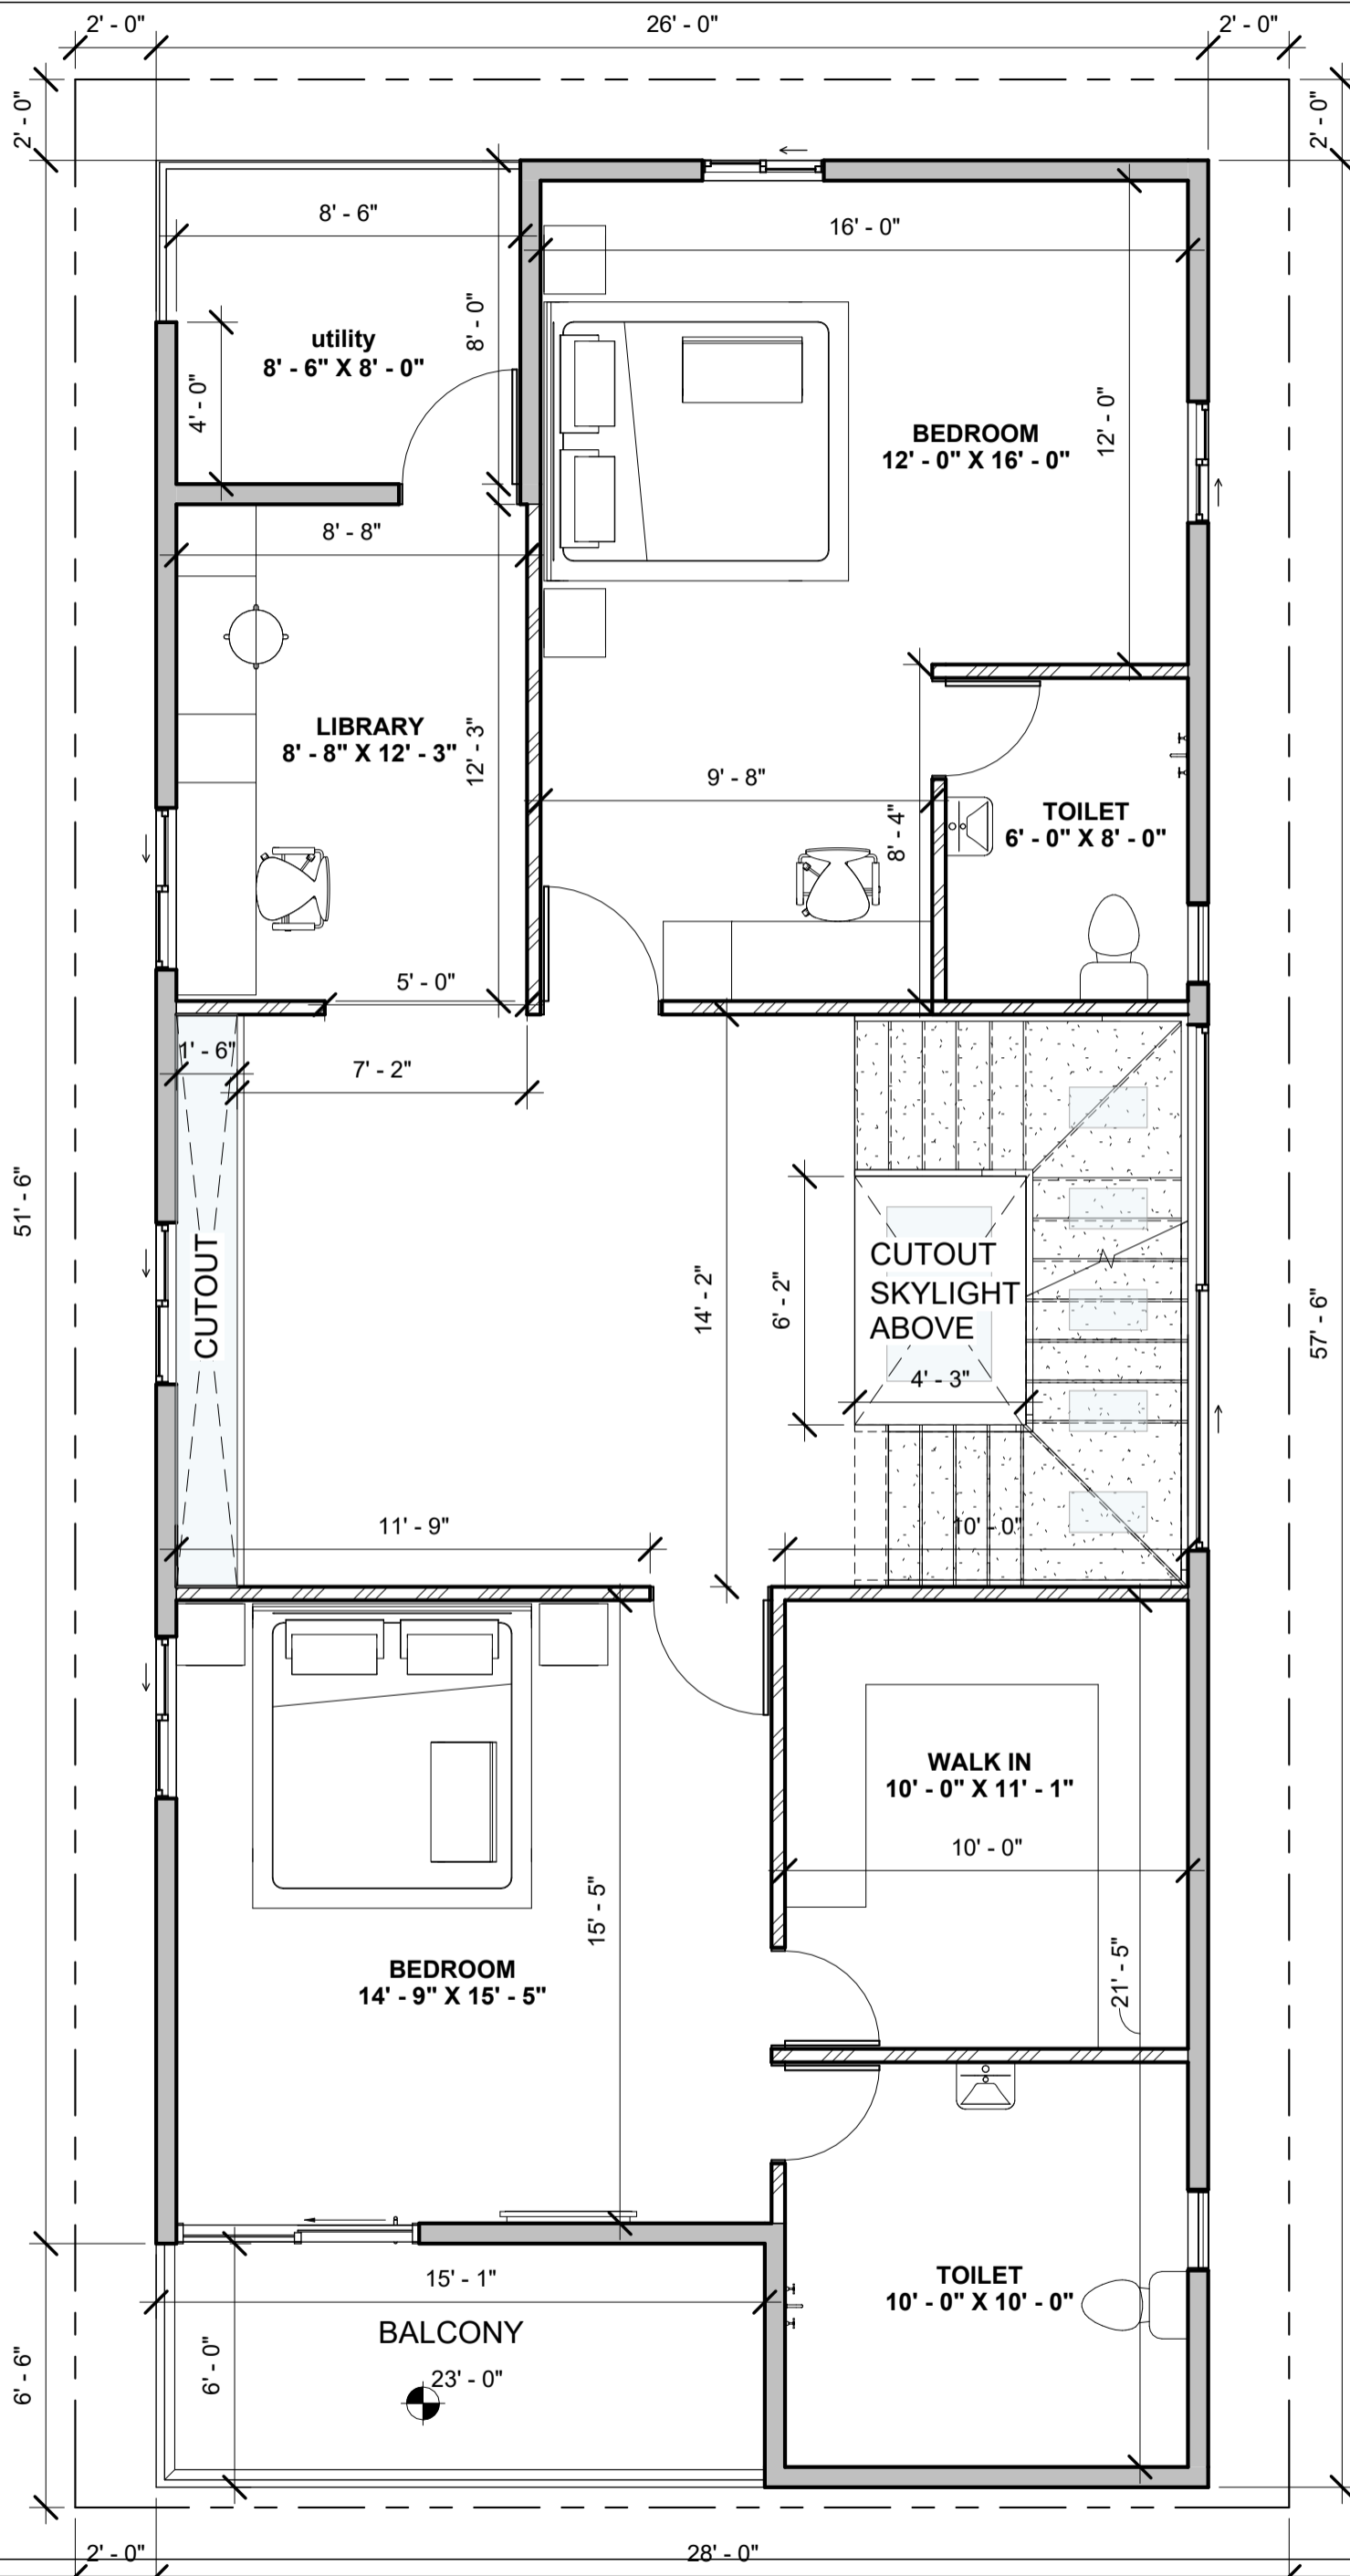 2' - 0"
26' - 0"
2' - 0"
2' - 0"
2' - 0"
8' - 6"
16' - 0"
8' - 0"
utility
8' - 6" X 8' - 0"
4' - 0"
12' - 0"
BEDROOM
12' - 0" X 16' - 0"
8' - 8"
LIBRARY
8' - 8" X 12' - 3"
12' - 3"
9' - 8"
8' - 4"
TOILET
6' - 0" X 8' - 0"
5' - 0"
1' - 6"
7' - 2"
51' - 6"
CUTOUT
14' - 2"
6' - 2"
CUTOUT
SKYLIGHT
ABOVE
4' - 3"
57' - 6"
11' - 9"
10' - 0"
WALK IN
10' - 0" X 11' - 1"
10' - 0"
15' - 5"
21' - 5"
BEDROOM
14' - 9" X 15' - 5"
15' - 1"
BALCONY
23' - 0"
6' - 0"
6' - 6"
TOILET
10' - 0" X 10' - 0"
2' - 0"
28' - 0"